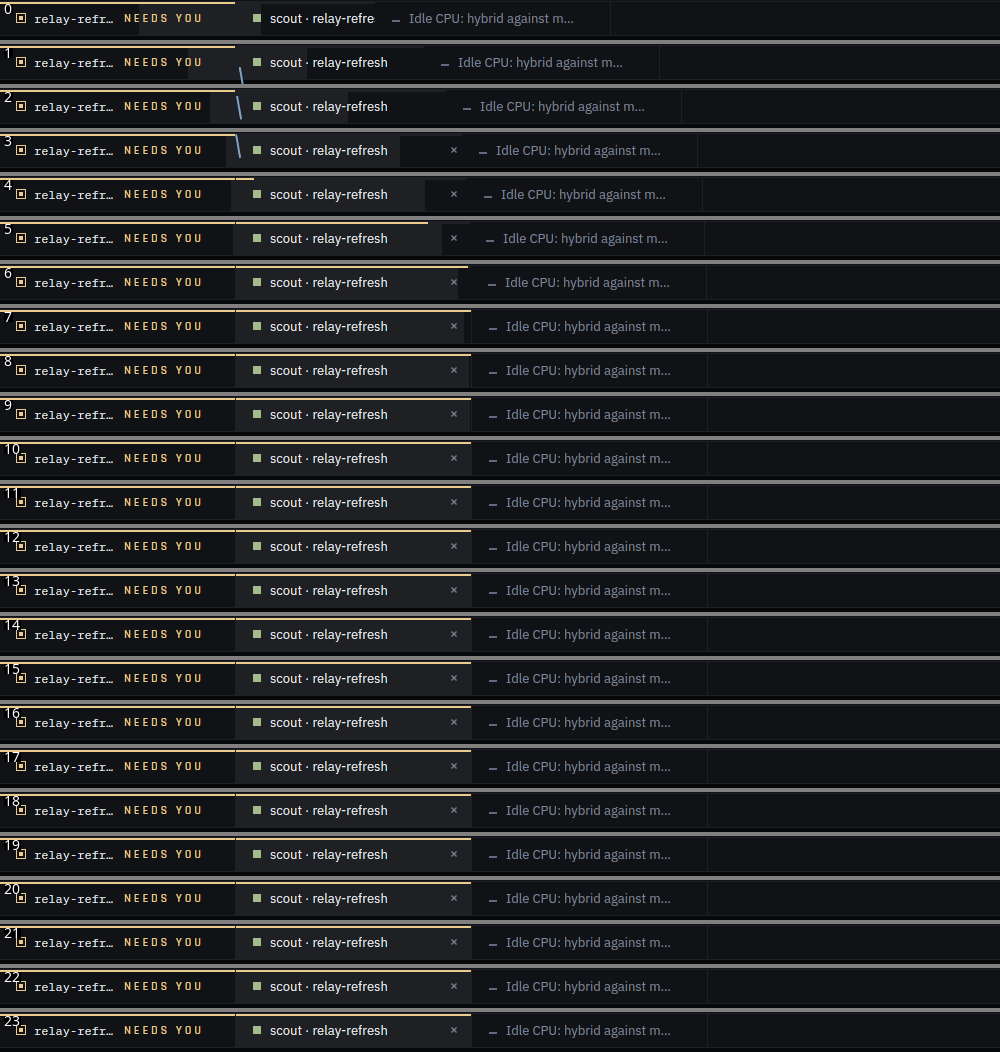 0 relay-refr… NEEDS YOU scout · relay-refre – Idle CPU: hybrid against m…
1 relay-refr… NEEDS YOU scout · relay-refresh – Idle CPU: hybrid against m…
2 relay-refr… NEEDS YOU scout · relay-refresh – Idle CPU: hybrid against m…
3 relay-refr… NEEDS YOU scout · relay-refresh × – Idle CPU: hybrid against m…
4 relay-refr… NEEDS YOU scout · relay-refresh × – Idle CPU: hybrid against m…
5 relay-refr… NEEDS YOU scout · relay-refresh × – Idle CPU: hybrid against m…
6 relay-refr… NEEDS YOU scout · relay-refresh × – Idle CPU: hybrid against m…
7 relay-refr… NEEDS YOU scout · relay-refresh × – Idle CPU: hybrid against m…
8 relay-refr… NEEDS YOU scout · relay-refresh × – Idle CPU: hybrid against m…
9 relay-refr… NEEDS YOU scout · relay-refresh × – Idle CPU: hybrid against m…
10 relay-refr… NEEDS YOU scout · relay-refresh × – Idle CPU: hybrid against m…
11 relay-refr… NEEDS YOU scout · relay-refresh × – Idle CPU: hybrid against m…
12 relay-refr… NEEDS YOU scout · relay-refresh × – Idle CPU: hybrid against m…
13 relay-refr… NEEDS YOU scout · relay-refresh × – Idle CPU: hybrid against m…
14 relay-refr… NEEDS YOU scout · relay-refresh × – Idle CPU: hybrid against m…
15 relay-refr… NEEDS YOU scout · relay-refresh × – Idle CPU: hybrid against m…
16 relay-refr… NEEDS YOU scout · relay-refresh × – Idle CPU: hybrid against m…
17 relay-refr… NEEDS YOU scout · relay-refresh × – Idle CPU: hybrid against m…
18 relay-refr… NEEDS YOU scout · relay-refresh × – Idle CPU: hybrid against m…
19 relay-refr… NEEDS YOU scout · relay-refresh × – Idle CPU: hybrid against m…
20 relay-refr… NEEDS YOU scout · relay-refresh × – Idle CPU: hybrid against m…
21 relay-refr… NEEDS YOU scout · relay-refresh × – Idle CPU: hybrid against m…
22 relay-refr… NEEDS YOU scout · relay-refresh × – Idle CPU: hybrid against m…
23 relay-refr… NEEDS YOU scout · relay-refresh × – Idle CPU: hybrid against m…